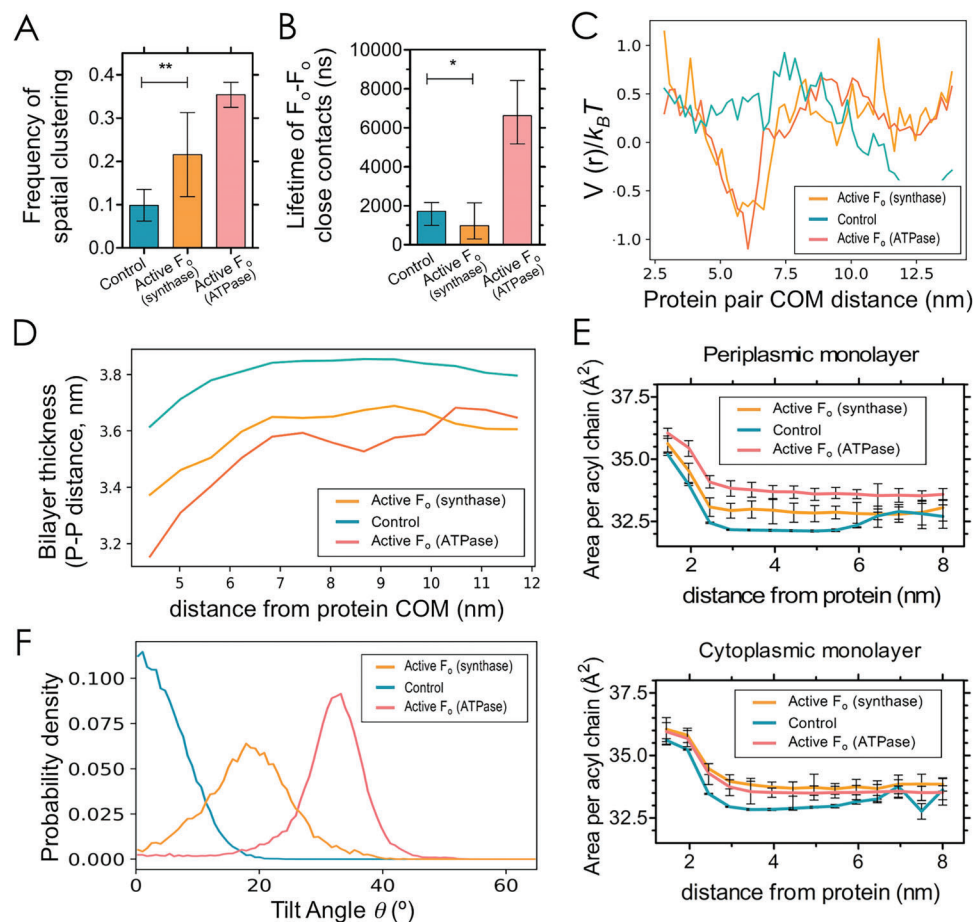 A
Frequency of
spatial clustering
0.4
0.3
0.2
0.1
0.0
**
Control
Active Fo
(synthase)
Active Fo
(ATPase)
B
Lifetime of Fo-Fo
close contacts (ns)
10000
8000
6000
4000
2000
0
*
Control
Active Fo
(synthase)
Active Fo
(ATPase)
C
V (r)/kBT
1.0
0.5
0.0
-0.5
-1.0
Active Fo (synthase)
Control
Active Fo (ATPase)
2.5 5.0 7.5 10.0 12.5
Protein pair COM distance (nm)
D
Bilayer thickness
(P-P distance, nm)
3.8
3.6
3.4
3.2
Active Fo (synthase)
Control
Active Fo (ATPase)
5 6 7 8 9 10 11 12
distance from protein COM (nm)
E
Periplasmic monolayer
Area per acyl chain (Å²)
37.5
35.0
32.5
Active Fo (synthase)
Control
Active Fo (ATPase)
2 4 6 8
distance from protein (nm)
F
Probability density
0.100
0.075
0.050
0.025
0.000
Active Fo (synthase)
Control
Active Fo (ATPase)
0 20 40 60
Tilt Angle θ (º)
Cytoplasmic monolayer
Area per acyl chain (Å²)
37.5
35.0
32.5
Active Fo (synthase)
Control
Active Fo (ATPase)
2 4 6 8
distance from protein (nm)